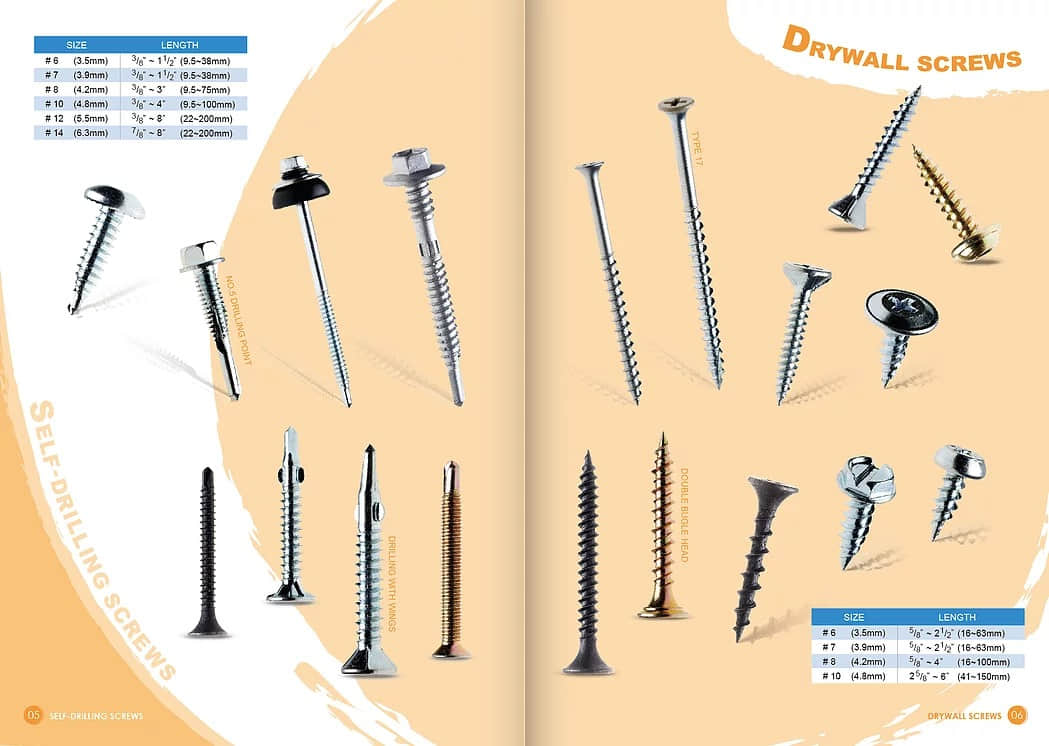 SIZE LENGTH
# 6 (3.5mm) 3/8" ~ 1 1/2" (9.5~38mm)
# 7 (3.9mm) 3/8" ~ 1 1/2" (9.5~38mm)
# 8 (4.2mm) 3/8" ~ 3" (9.5~75mm)
# 10 (4.8mm) 3/8" ~ 4" (9.5~100mm)
# 12 (5.5mm) 3/8" ~ 8" (22~200mm)
# 14 (6.3mm) 7/8" ~ 8" (22~200mm)
NO.5 DRILLING POINT
SELF-DRILLING SCREWS
DRILLING WITH WINGS
05 SELF-DRILLING SCREWS
DRYWALL SCREWS
TYPE 17
DOUBLE BUGLE HEAD
SIZE LENGTH
# 6 (3.5mm) 5/8" ~ 2 1/2" (16~63mm)
# 7 (3.9mm) 5/8" ~ 2 1/2" (16~63mm)
# 8 (4.2mm) 5/8" ~ 4" (16~100mm)
# 10 (4.8mm) 2 5/8" ~ 6" (41~150mm)
DRYWALL SCREWS 06